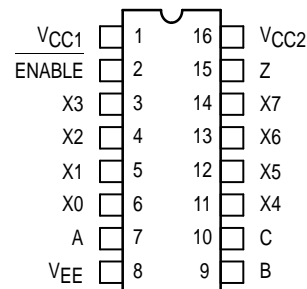 VCC1 1 16 VCC2
ENABLE 2 15 Z
X3 3 14 X7
X2 4 13 X6
X1 5 12 X5
X0 6 11 X4
A 7 10 C
VEE 8 9 B